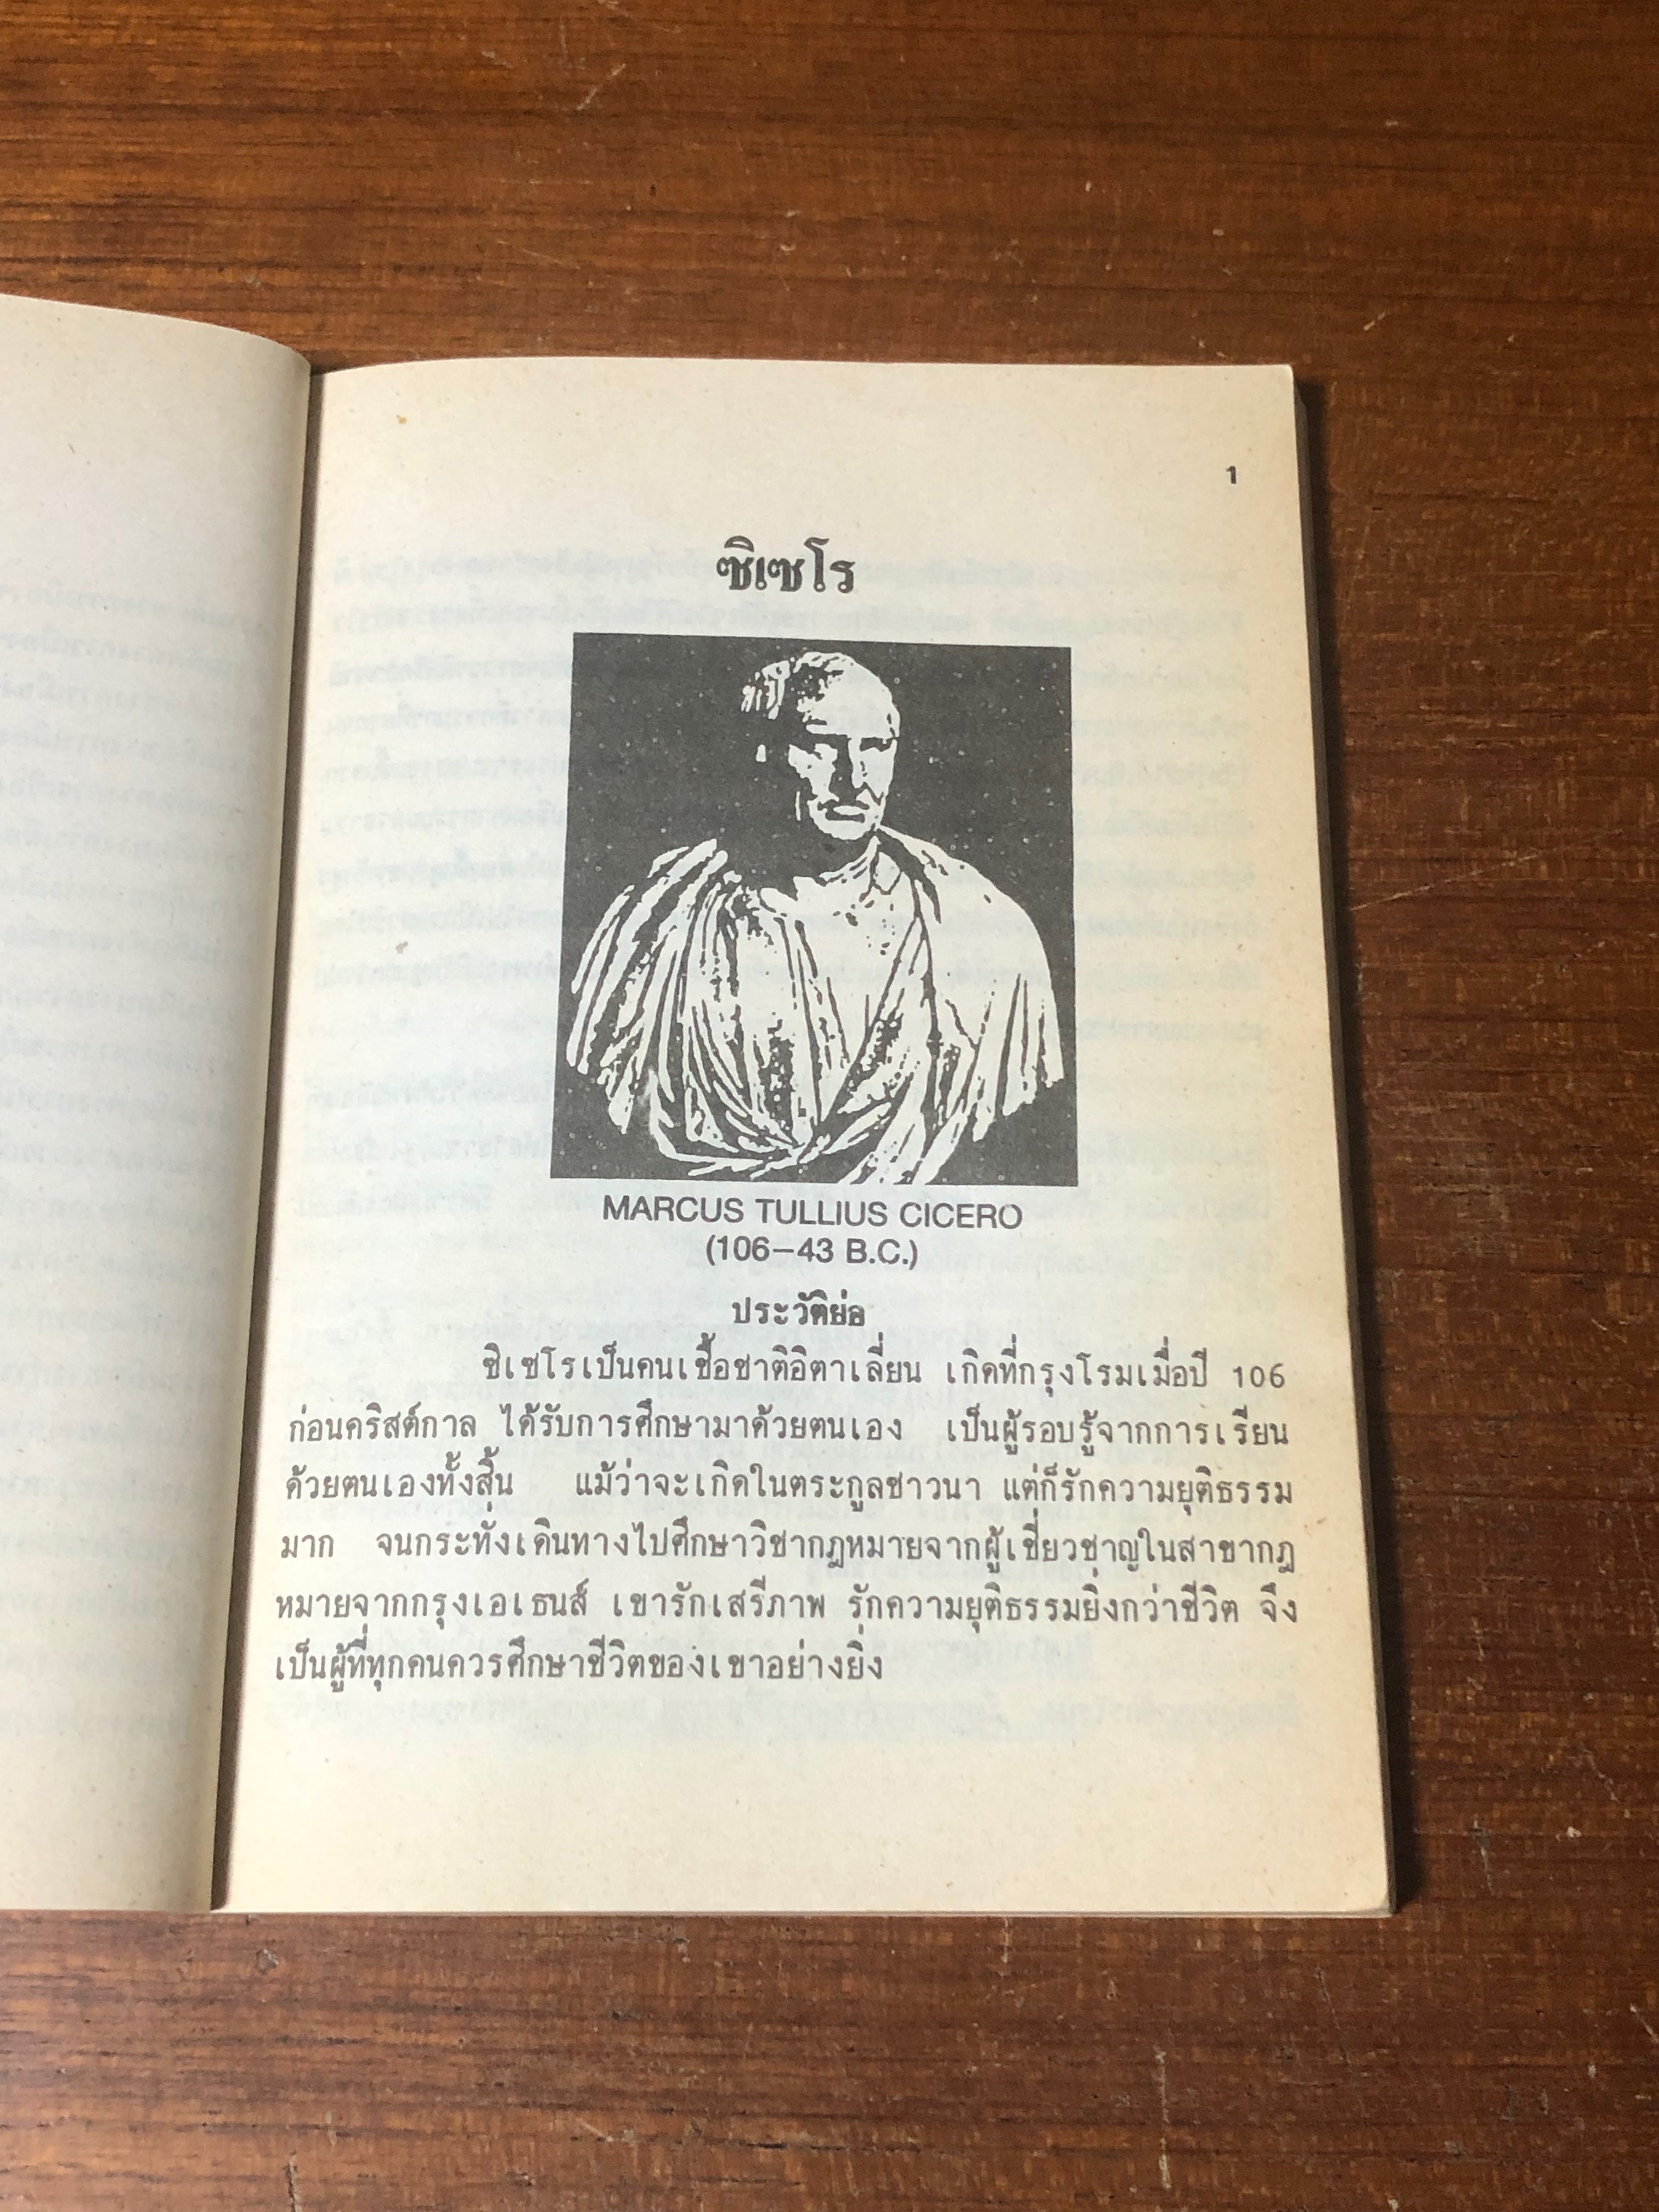 1
ซิเซโร
MARCUS TULLIUS CICERO
(106–43 B.C.)
ประวัติย่อ
ซิเซโรเป็นคนเชื้อชาติอิตาเลี่ยน เกิดที่กรุงโรมเมื่อปี 106
ก่อนคริสต์กาล ได้รับการศึกษามาด้วยตนเอง เป็นผู้รอบรู้จากการเรียน
ด้วยตนเองทั้งสิ้น แม้ว่าจะเกิดในตระกูลชาวนา แต่ก็รักความยุติธรรม
มาก จนกระทั่งเดินทางไปศึกษาวิชากฎหมายจากผู้เชี่ยวชาญในสาขากฎ
หมายจากกรุงเอเธนส์ เขารักเสรีภาพ รักความยุติธรรมยิ่งกว่าชีวิต จึง
เป็นผู้ที่ทุกคนควรศึกษาชีวิตของเขาอย่างยิ่ง